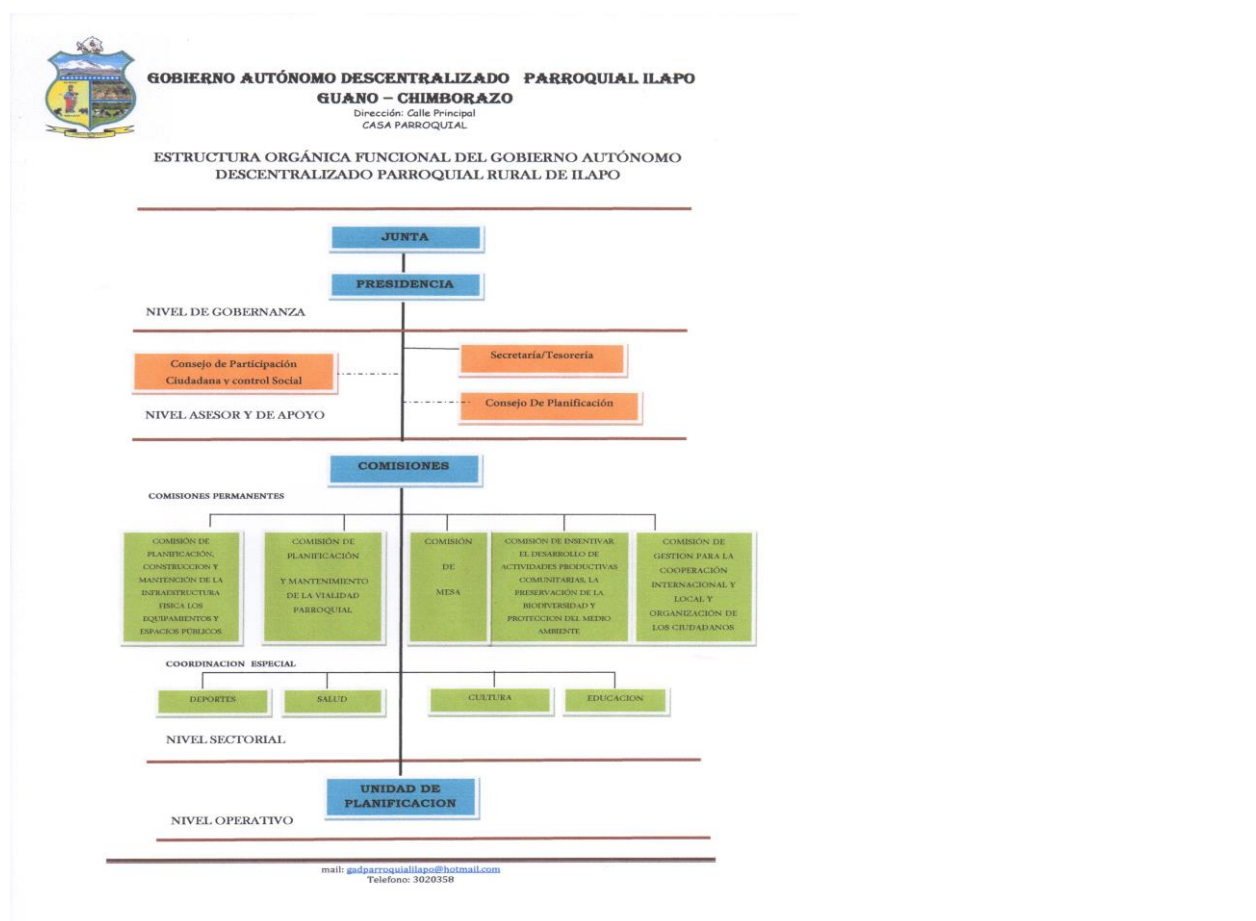 GOBIERNO AUTÓNOMO DESCENTRALIZADO PARROQUIAL ILAPO
GUANO – CHIMBORAZO
Dirección: Calle Principal
CASA PARROQUIAL
ESTRUCTURA ORGÁNICA FUNCIONAL DEL GOBIERNO AUTÓNOMO
DESCENTRALIZADO PARROQUIAL RURAL DE ILAPO
JUNTA
PRESIDENCIA
NIVEL DE GOBERNANZA
Consejo de Participación
Ciudadana y control Social
Secretaría/Tesorería
Consejo De Planificación
NIVEL ASESOR Y DE APOYO
COMISIONES
COMISIONES PERMANENTES
COMISIÓN DE
PLANIFICACIÓN,
CONSTRUCCION Y
MANTENCIÓN DE LA
INFRAESTRUCTURA
FISICA LOS
EQUIPAMIENTOS Y
ESPACIOS PÚBLICOS
COMISIÓN DE
PLANIFICACIÓN
Y MANTENIMIENTO
DE LA VIALIDAD
PARROQUIAL
COMISIÓN
DE
MESA
COMISIÓN DE INSENTIVAR
EL DESARROLLO DE
ACTIVIDADES PRODUCTIVAS
COMUNITARIAS, LA
PRESERVACIÓN DE LA
BIODIVERSIDAD Y
PROTECCION DEL MEDIO
AMBIENTE
COMISIÓN DE
GESTION PARA LA
COOPERACIÓN
INTERNACIONAL Y
LOCAL Y
ORGANIZACIÓN DE
LOS CIUDADANOS
COORDINACION ESPECIAL
DEPORTES
SALUD
CULTURA
EDUCACION
NIVEL SECTORIAL
UNIDAD DE
PLANIFICACION
NIVEL OPERATIVO
mail: gadparroquialilapo@hotmail.com
Telefono: 3020358